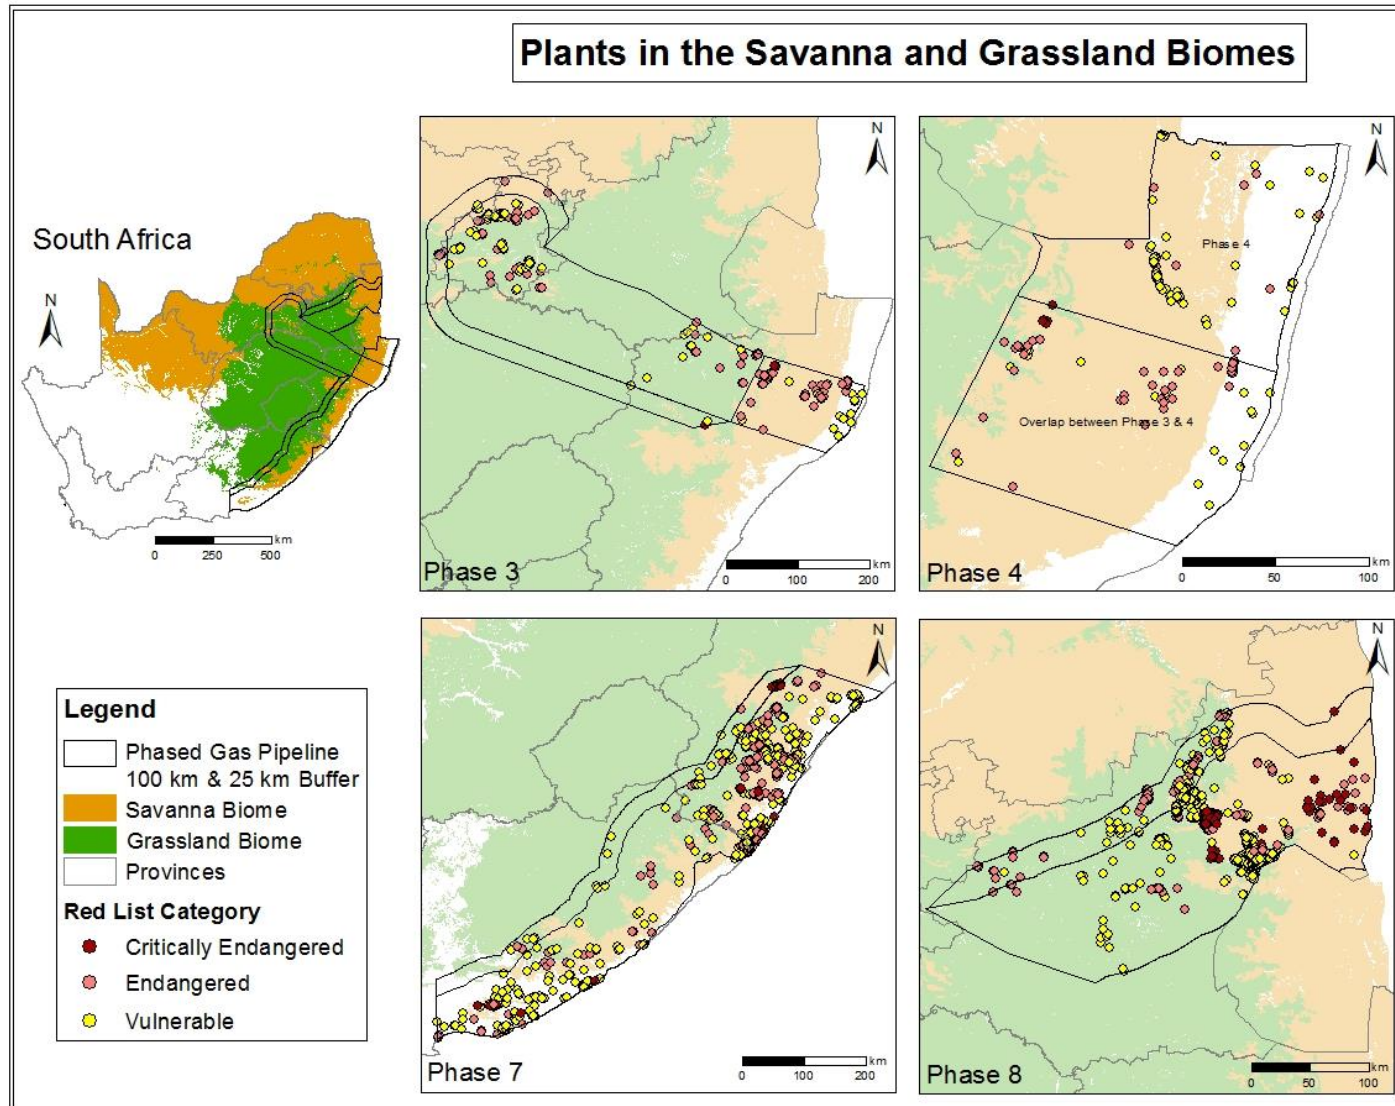 Plants in the Savanna and Grassland Biomes
South Africa
N
km
0 250 500
N
Phase 3
km
0 100 200
N
Phase 4
Overlap between Phase 3 & 4
Phase 4
km
0 50 100
Legend
Phased Gas Pipeline
100 km & 25 km Buffer
Savanna Biome
Grassland Biome
Provinces
Red List Category
Critically Endangered
Endangered
Vulnerable
N
Phase 7
km
0 100 200
N
Phase 8
km
0 50 100